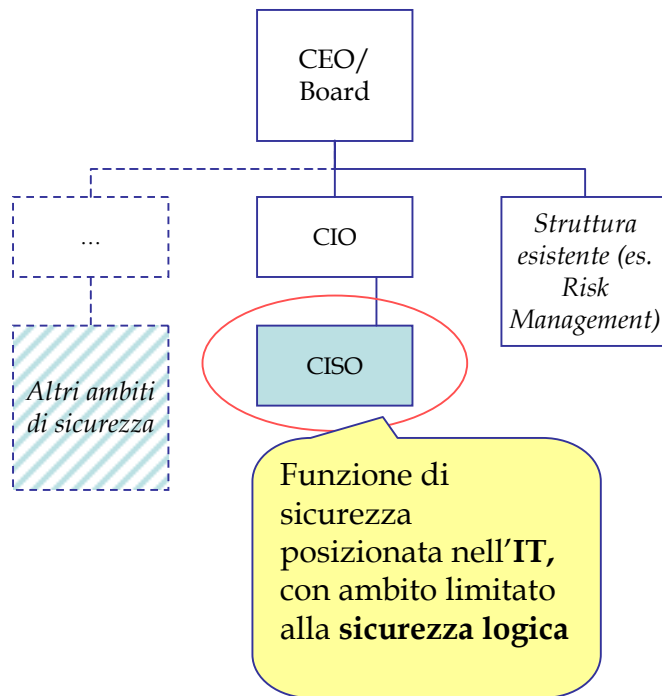 CEO/
Board
...
CIO
Struttura
esistente (es.
Risk
Management)
Altri ambiti
di sicurezza
CISO
Funzione di
sicurezza
posizionata nell’IT,
con ambito limitato
alla sicurezza logica